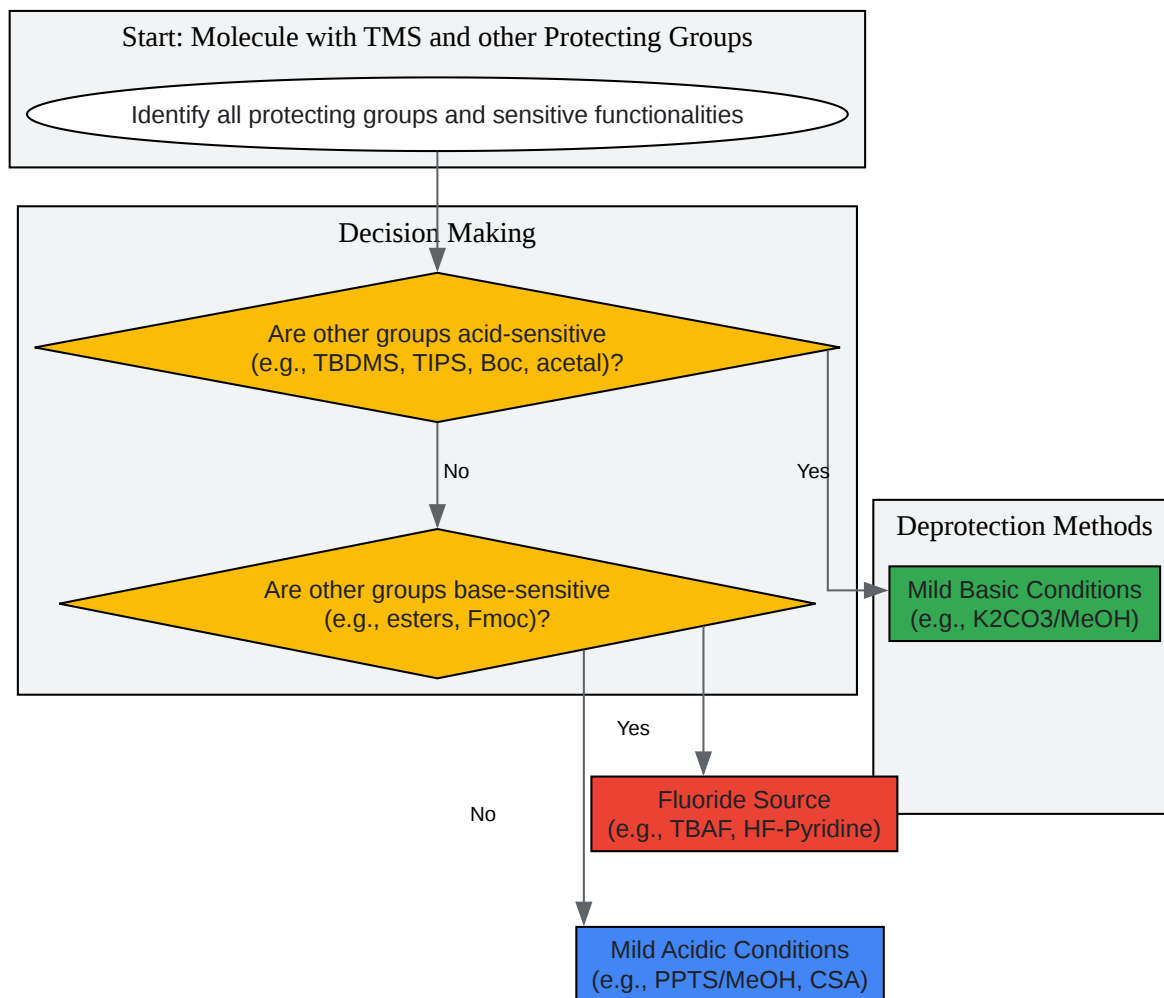 Start: Molecule with TMS and other Protecting Groups
Identify all protecting groups and sensitive functionalities
Decision Making
Are other groups acid-sensitive
(e.g., TBDMS, TIPS, Boc, acetal)?
No
Yes
Deprotection Methods
Mild Basic Conditions
(e.g., K2CO3/MeOH)
Are other groups base-sensitive
(e.g., esters, Fmoc)?
Yes
Fluoride Source
(e.g., TBAF, HF-Pyridine)
No
Mild Acidic Conditions
(e.g., PPTS/MeOH, CSA)